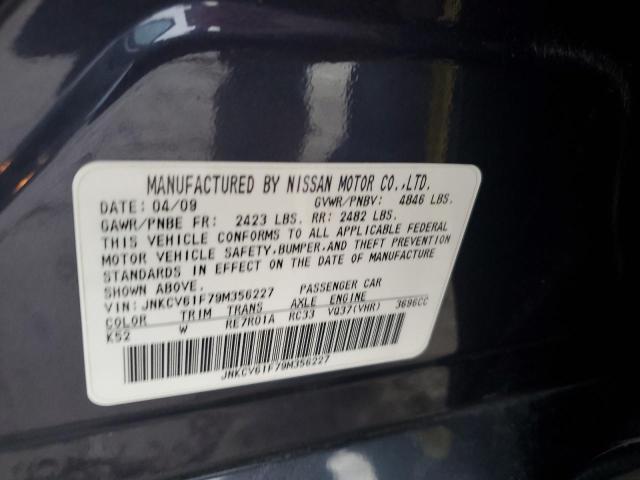 MANUFACTURED BY NISSAN MOTOR CO.,LTD.
DATE: 04/09 GVWR/PNBV: 4846 LBS.
GAWR/PNBE FR: 2423 LBS. RR: 2482 LBS.
THIS VEHICLE CONFORMS TO ALL APPLICABLE FEDERAL
MOTOR VEHICLE SAFETY,BUMPER,AND THEFT PREVENTION
STANDARDS IN EFFECT ON THE DATE OF MANUFACTURE
SHOWN ABOVE.
VIN: JNKCV61F79M356227 PASSENGER CAR
COLOR TRIM TRANS AXLE ENGINE
K52 W RE7R01A RC33 VQ37(VHR) 3696CC
JNKCV61F79M356227